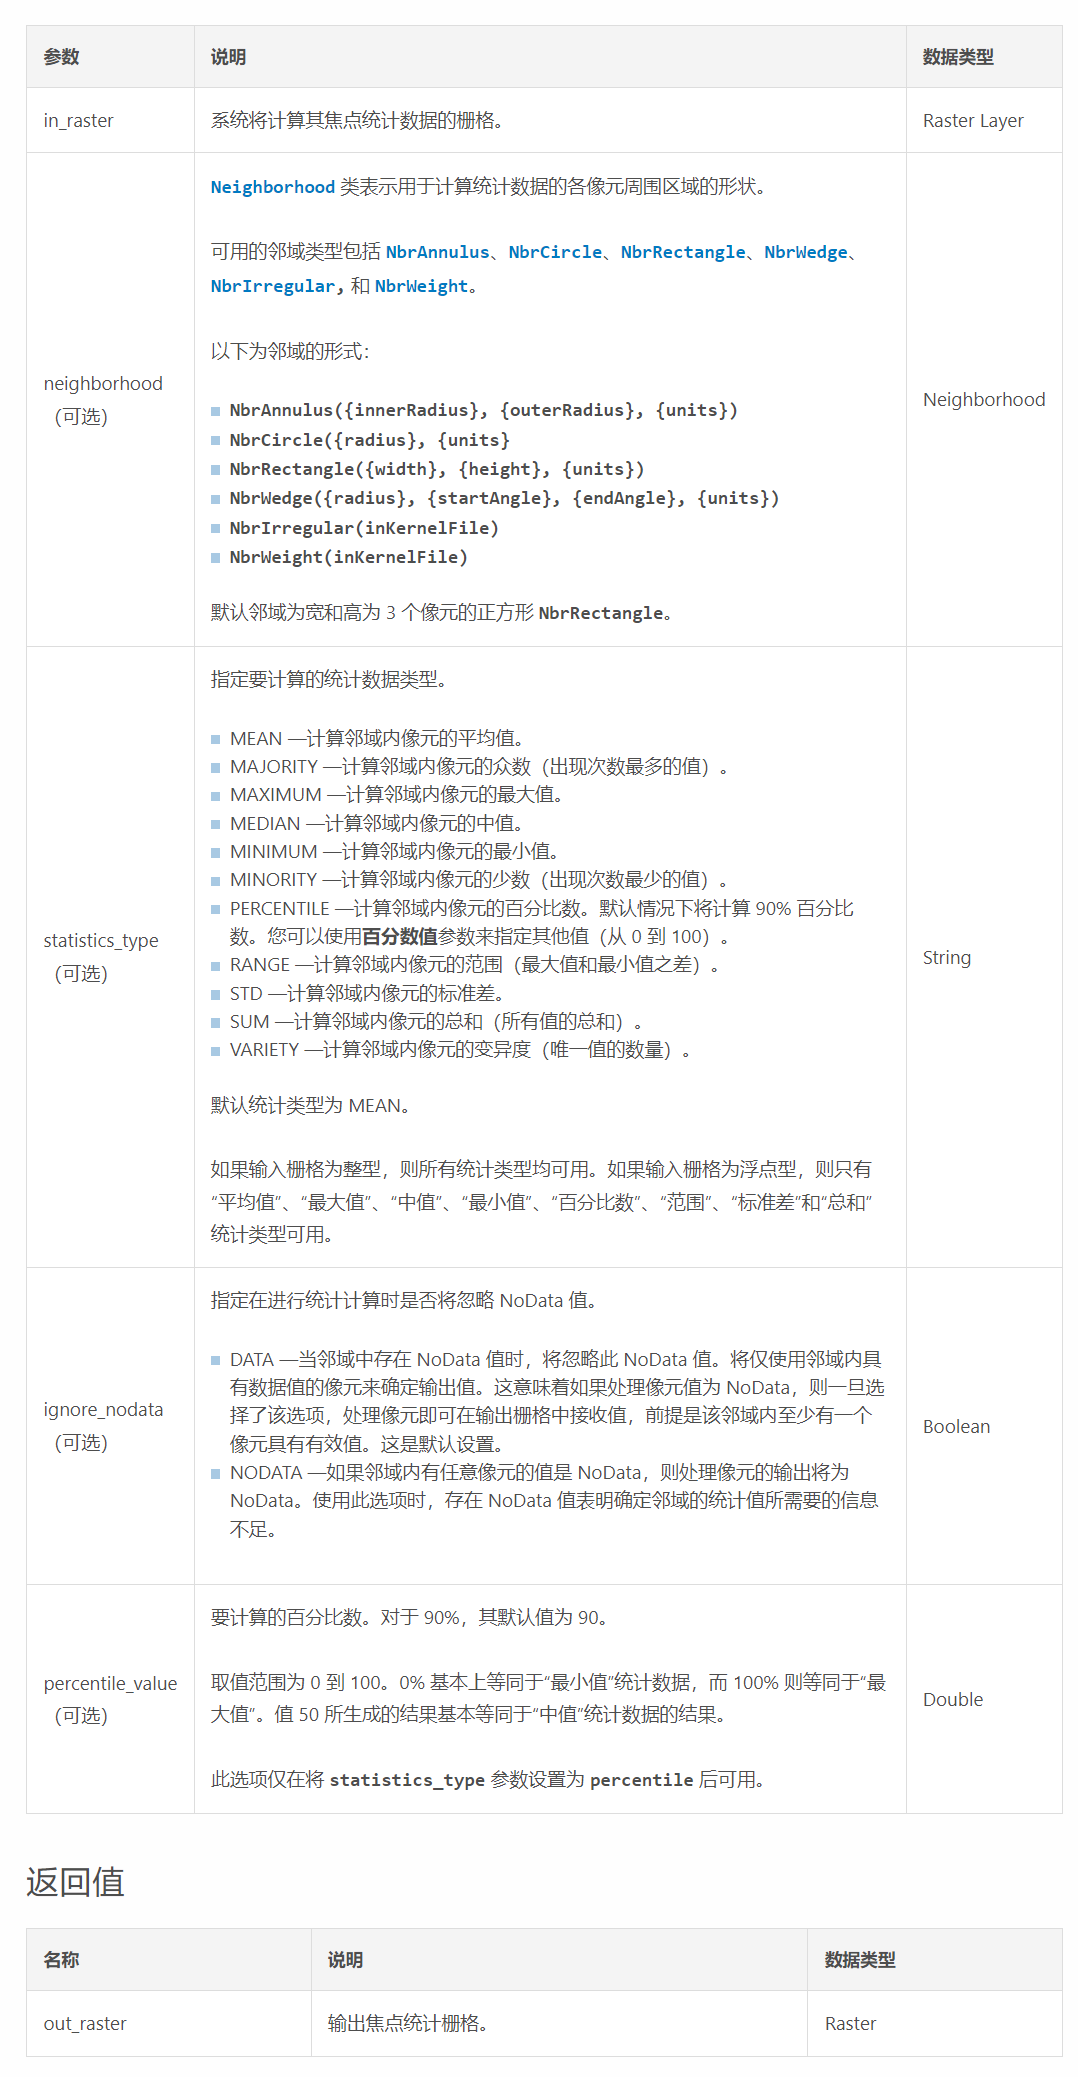 参数 说明 数据类型
in_raster 系统将计算其焦点统计数据的栅格。 Raster Layer
neighborhood
（可选）
Neighborhood 类表示用于计算统计数据的各像元周围区域的形状。
可用的邻域类型包括 NbrAnnulus、NbrCircle、NbrRectangle、NbrWedge、
NbrIrregular, 和 NbrWeight。
以下为邻域的形式：
NbrAnnulus({innerRadius}, {outerRadius}, {units})
NbrCircle({radius}, {units}
NbrRectangle({width}, {height}, {units})
NbrWedge({radius}, {startAngle}, {endAngle}, {units})
NbrIrregular(inKernelFile)
NbrWeight(inKernelFile)
默认邻域为宽和高为 3 个像元的正方形 NbrRectangle。
Neighborhood
statistics_type
（可选）
指定要计算的统计数据类型。
MEAN —计算邻域内像元的平均值。
MAJORITY —计算邻域内像元的众数（出现次数最多的值）。
MAXIMUM —计算邻域内像元的最大值。
MEDIAN —计算邻域内像元的中值。
MINIMUM —计算邻域内像元的最小值。
MINORITY —计算邻域内像元的少数（出现次数最少的值）。
PERCENTILE —计算邻域内像元的百分比数。默认情况下将计算 90% 百分比
数。您可以使用百分数值参数来指定其他值（从 0 到 100）。
RANGE —计算邻域内像元的范围（最大值和最小值之差）。
STD —计算邻域内像元的标准差。
SUM —计算邻域内像元的总和（所有值的总和）。
VARIETY —计算邻域内像元的变异度（唯一值的数量）。
默认统计类型为 MEAN。
如果输入栅格为整型，则所有统计类型均可用。如果输入栅格为浮点型，则只有
“平均值”、“最大值”、“中值”、“最小值”、“百分比数”、“范围”、“标准差”和“总和”
统计类型可用。
String
ignore_nodata
（可选）
指定在进行统计计算时是否将忽略 NoData 值。
DATA —当邻域中存在 NoData 值时，将忽略此 NoData 值。将仅使用邻域内具
有数据值的像元来确定输出值。这意味着如果处理像元值为 NoData，则一旦选
择了该选项，处理像元即可在输出栅格中接收值，前提是该邻域内至少有一个
像元具有有效值。这是默认设置。
NODATA —如果邻域内有任意像元的值是 NoData，则处理像元的输出将为
NoData。使用此选项时，存在 NoData 值表明确定邻域的统计值所需要的信息
不足。
Boolean
percentile_value
（可选）
要计算的百分比数。对于 90%，其默认值为 90。
取值范围为 0 到 100。0% 基本上等同于“最小值”统计数据，而 100% 则等同于“最
大值”。值 50 所生成的结果基本等同于“中值”统计数据的结果。
此选项仅在将 statistics_type 参数设置为 percentile 后可用。
Double
返回值
名称 说明 数据类型
out_raster 输出焦点统计栅格。 Raster